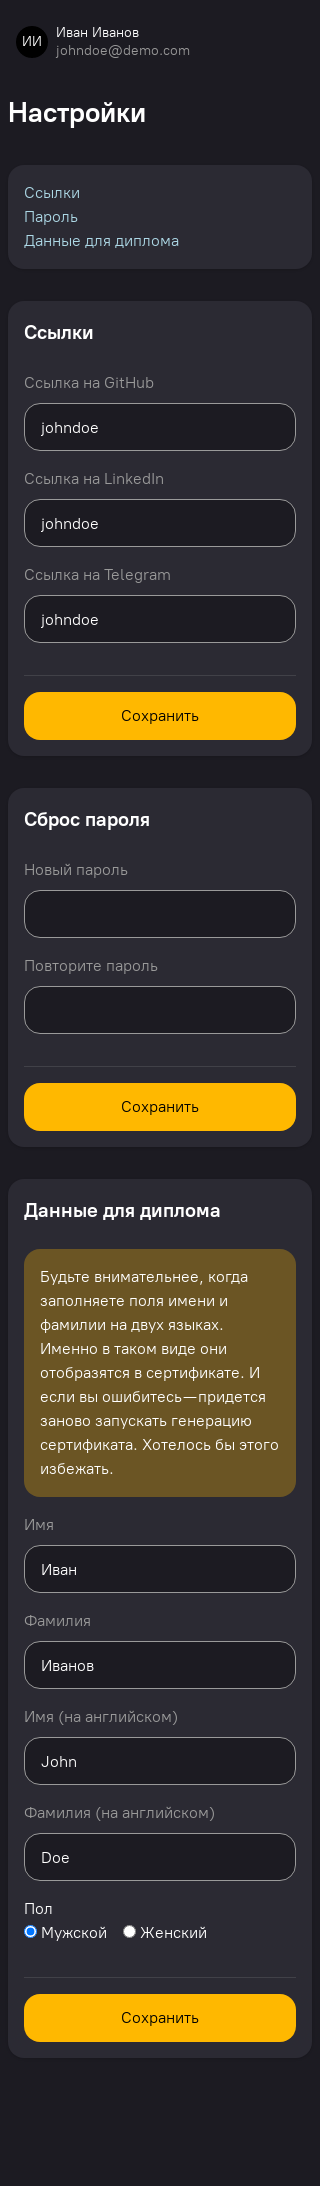 ИИ
Иван Иванов
johndoe@demo.com
Настройки
Ссылки
Пароль
Данные для диплома
Ссылки
Ссылка на GitHub
johndoe
Ссылка на LinkedIn
johndoe
Ссылка на Telegram
johndoe
Сохранить
Сброс пароля
Новый пароль
Повторите пароль
Сохранить
Данные для диплома
Будьте внимательнее, когда
заполняете поля имени и
фамилии на двух языках.
Именно в таком виде они
отобразятся в сертификате. И
если вы ошибитесь — придется
заново запускать генерацию
сертификата. Хотелось бы этого
избежать.
Имя
Иван
Фамилия
Иванов
Имя (на английском)
John
Фамилия (на английском)
Doe
Пол
Мужской Женский
Сохранить